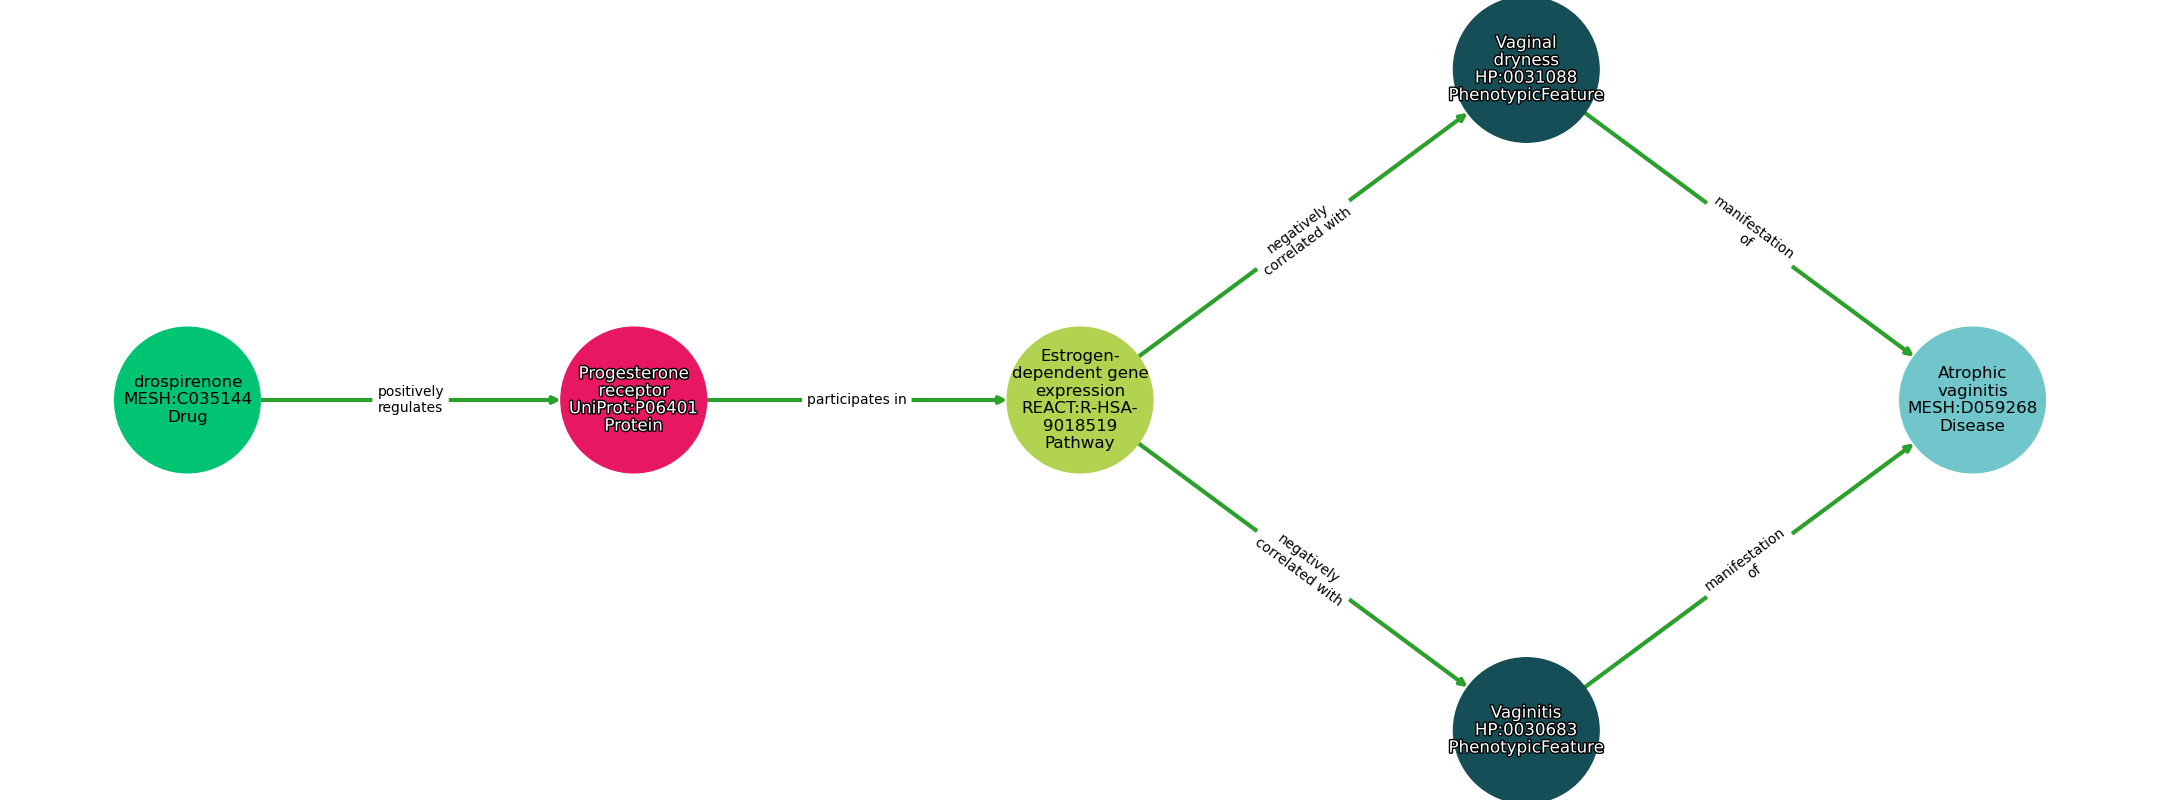 Vaginal
dryness
HP:0031088
PhenotypicFeature
negatively
correlated with
manifestation
of
drospirenone
MESH:C035144
Drug
positively
regulates
Progesterone
receptor
UniProt:P06401
Protein
participates in
Estrogen-
dependent gene
expression
REACT:R-HSA-
9018519
Pathway
Atrophic
vaginitis
MESH:D059268
Disease
negatively
correlated with
manifestation
of
Vaginitis
HP:0030683
PhenotypicFeature